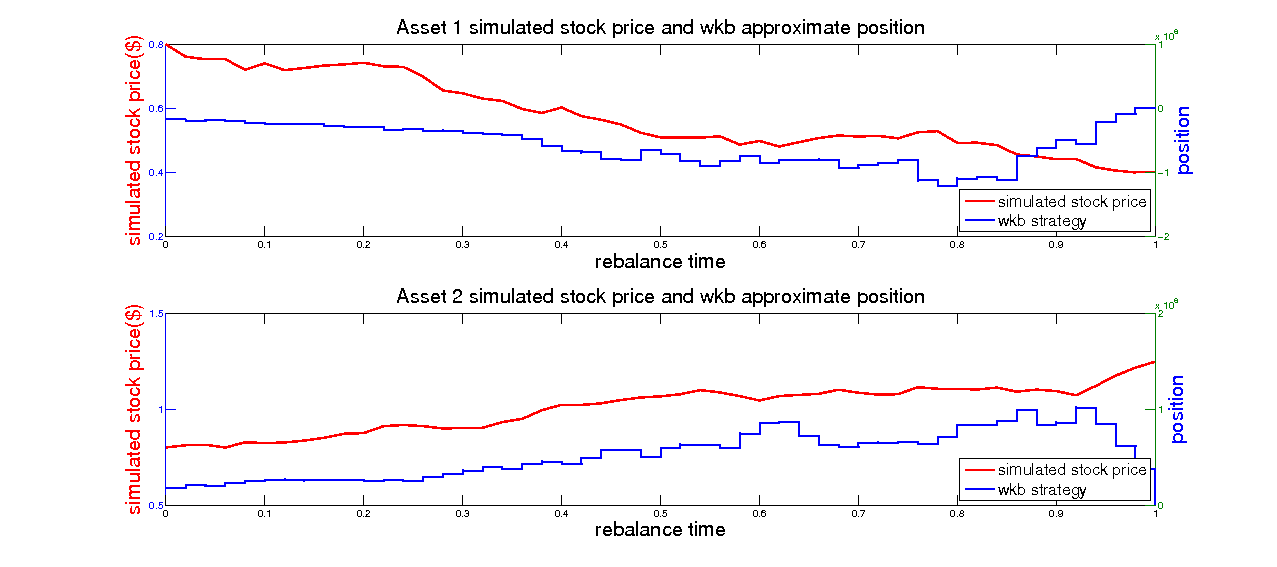 Asset 1 simulated stock price and wkb approximate position
x 10^6
0.8
0.6
0.4
0.2
simulated stock price($)
1
0
-1
-2
position
simulated stock price
wkb strategy
0 0.1 0.2 0.3 0.4 0.5 0.6 0.7 0.8 0.9 1
rebalance time
Asset 2 simulated stock price and wkb approximate position
x 10^6
1.5
1
0.5
simulated stock price($)
2
1
0
position
simulated stock price
wkb strategy
0 0.1 0.2 0.3 0.4 0.5 0.6 0.7 0.8 0.9 1
rebalance time